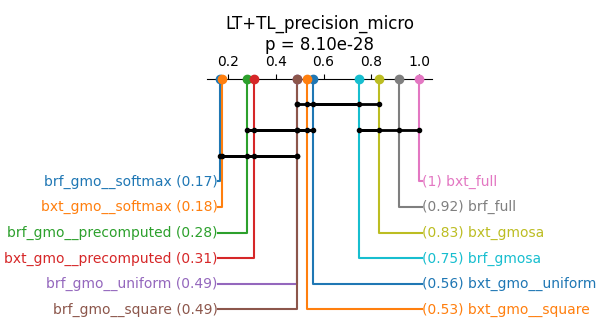 LT+TL_precision_micro
p = 8.10e-28
0.2 0.4 0.6 0.8 1.0
brf_gmo__softmax (0.17) (1) bxt_full
bxt_gmo__softmax (0.18) (0.92) brf_full
brf_gmo__precomputed (0.28) (0.83) bxt_gmosa
bxt_gmo__precomputed (0.31) (0.75) brf_gmosa
brf_gmo__uniform (0.49) (0.56) bxt_gmo__uniform
brf_gmo__square (0.49) (0.53) bxt_gmo__square